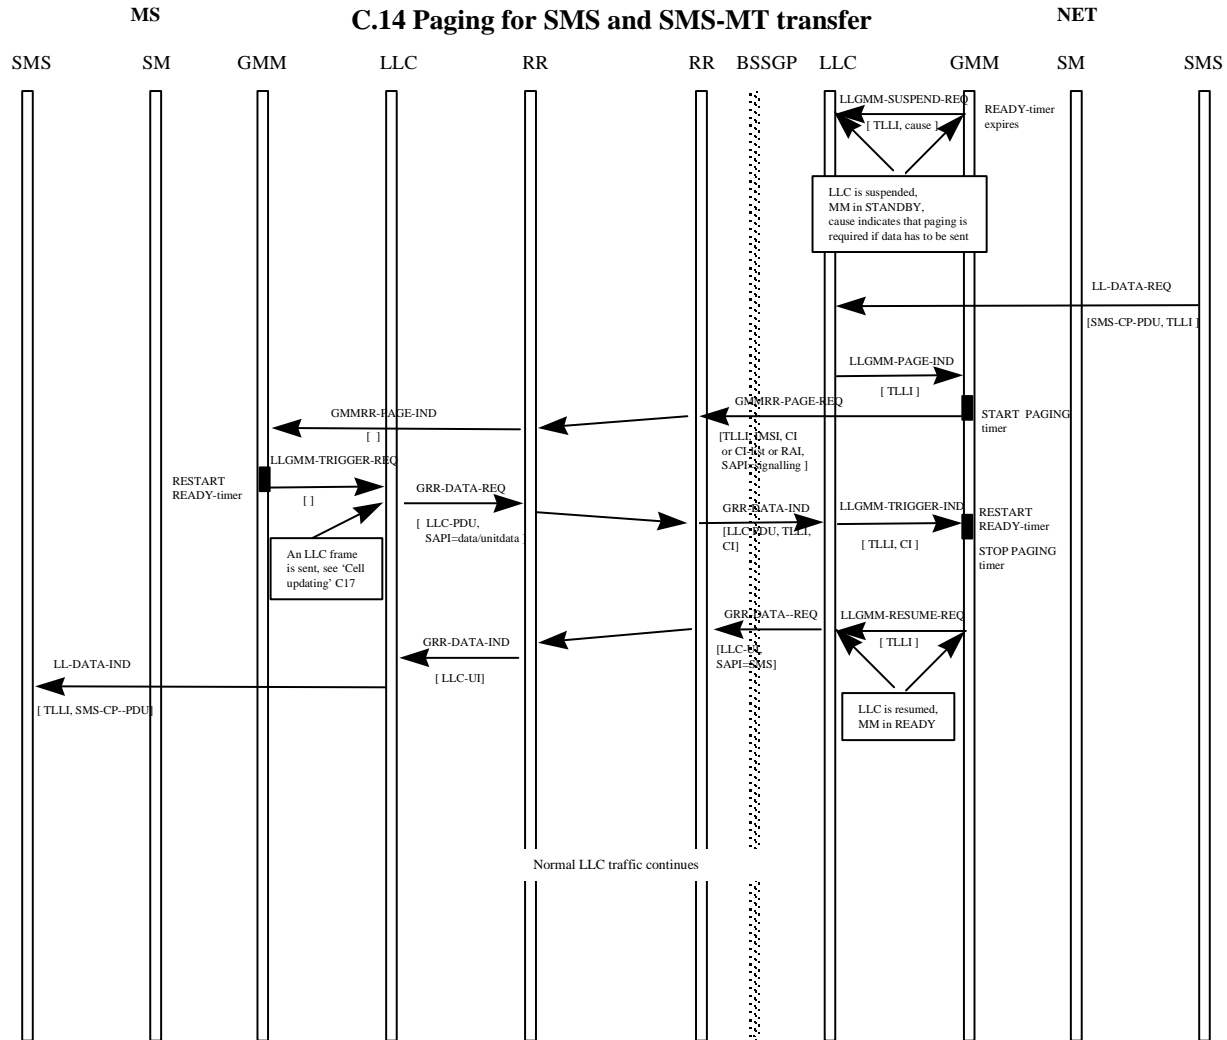 MS
C.14 Paging for SMS and SMS-MT transfer
NET
SMS SM GMM LLC RR RR BSSGP LLC GMM SM SMS
LLGMM-SUSPEND-REQ
[ TLLI, cause ]
READY-timer
expires
LLC is suspended,
MM in STANDBY,
cause indicates that paging is
required if data has to be sent
LL-DATA-REQ
[SMS-CP-PDU, TLLI ]
LLGMM-PAGE-IND
[ TLLI ]
GMMRR-PAGE-REQ
[TLLI, IMSI, CI
or CI-list or RAI,
SAPI=signalling ]
START PAGING
timer
GMMRR-PAGE-IND
[ ]
LLGMM-TRIGGER-REQ
[ ]
RESTART
READY-timer
GRR-DATA-REQ
[ LLC-PDU,
SAPI=data/unitdata ]
An LLC frame
is sent, see ‘Cell
updating’ C17
GRR-DATA-IND
[LLC-PDU, TLLI,
CI]
LLGMM-TRIGGER-IND
[ TLLI, CI ]
RESTART
READY-timer
STOP PAGING
timer
GRR-DATA--REQ
[LLC-UI,
SAPI=SMS]
LLGMM-RESUME-REQ
[ TLLI ]
LLC is resumed,
MM in READY
GRR-DATA-IND
[ LLC-UI]
LL-DATA-IND
[ TLLI, SMS-CP--PDU]
Normal LLC traffic continues